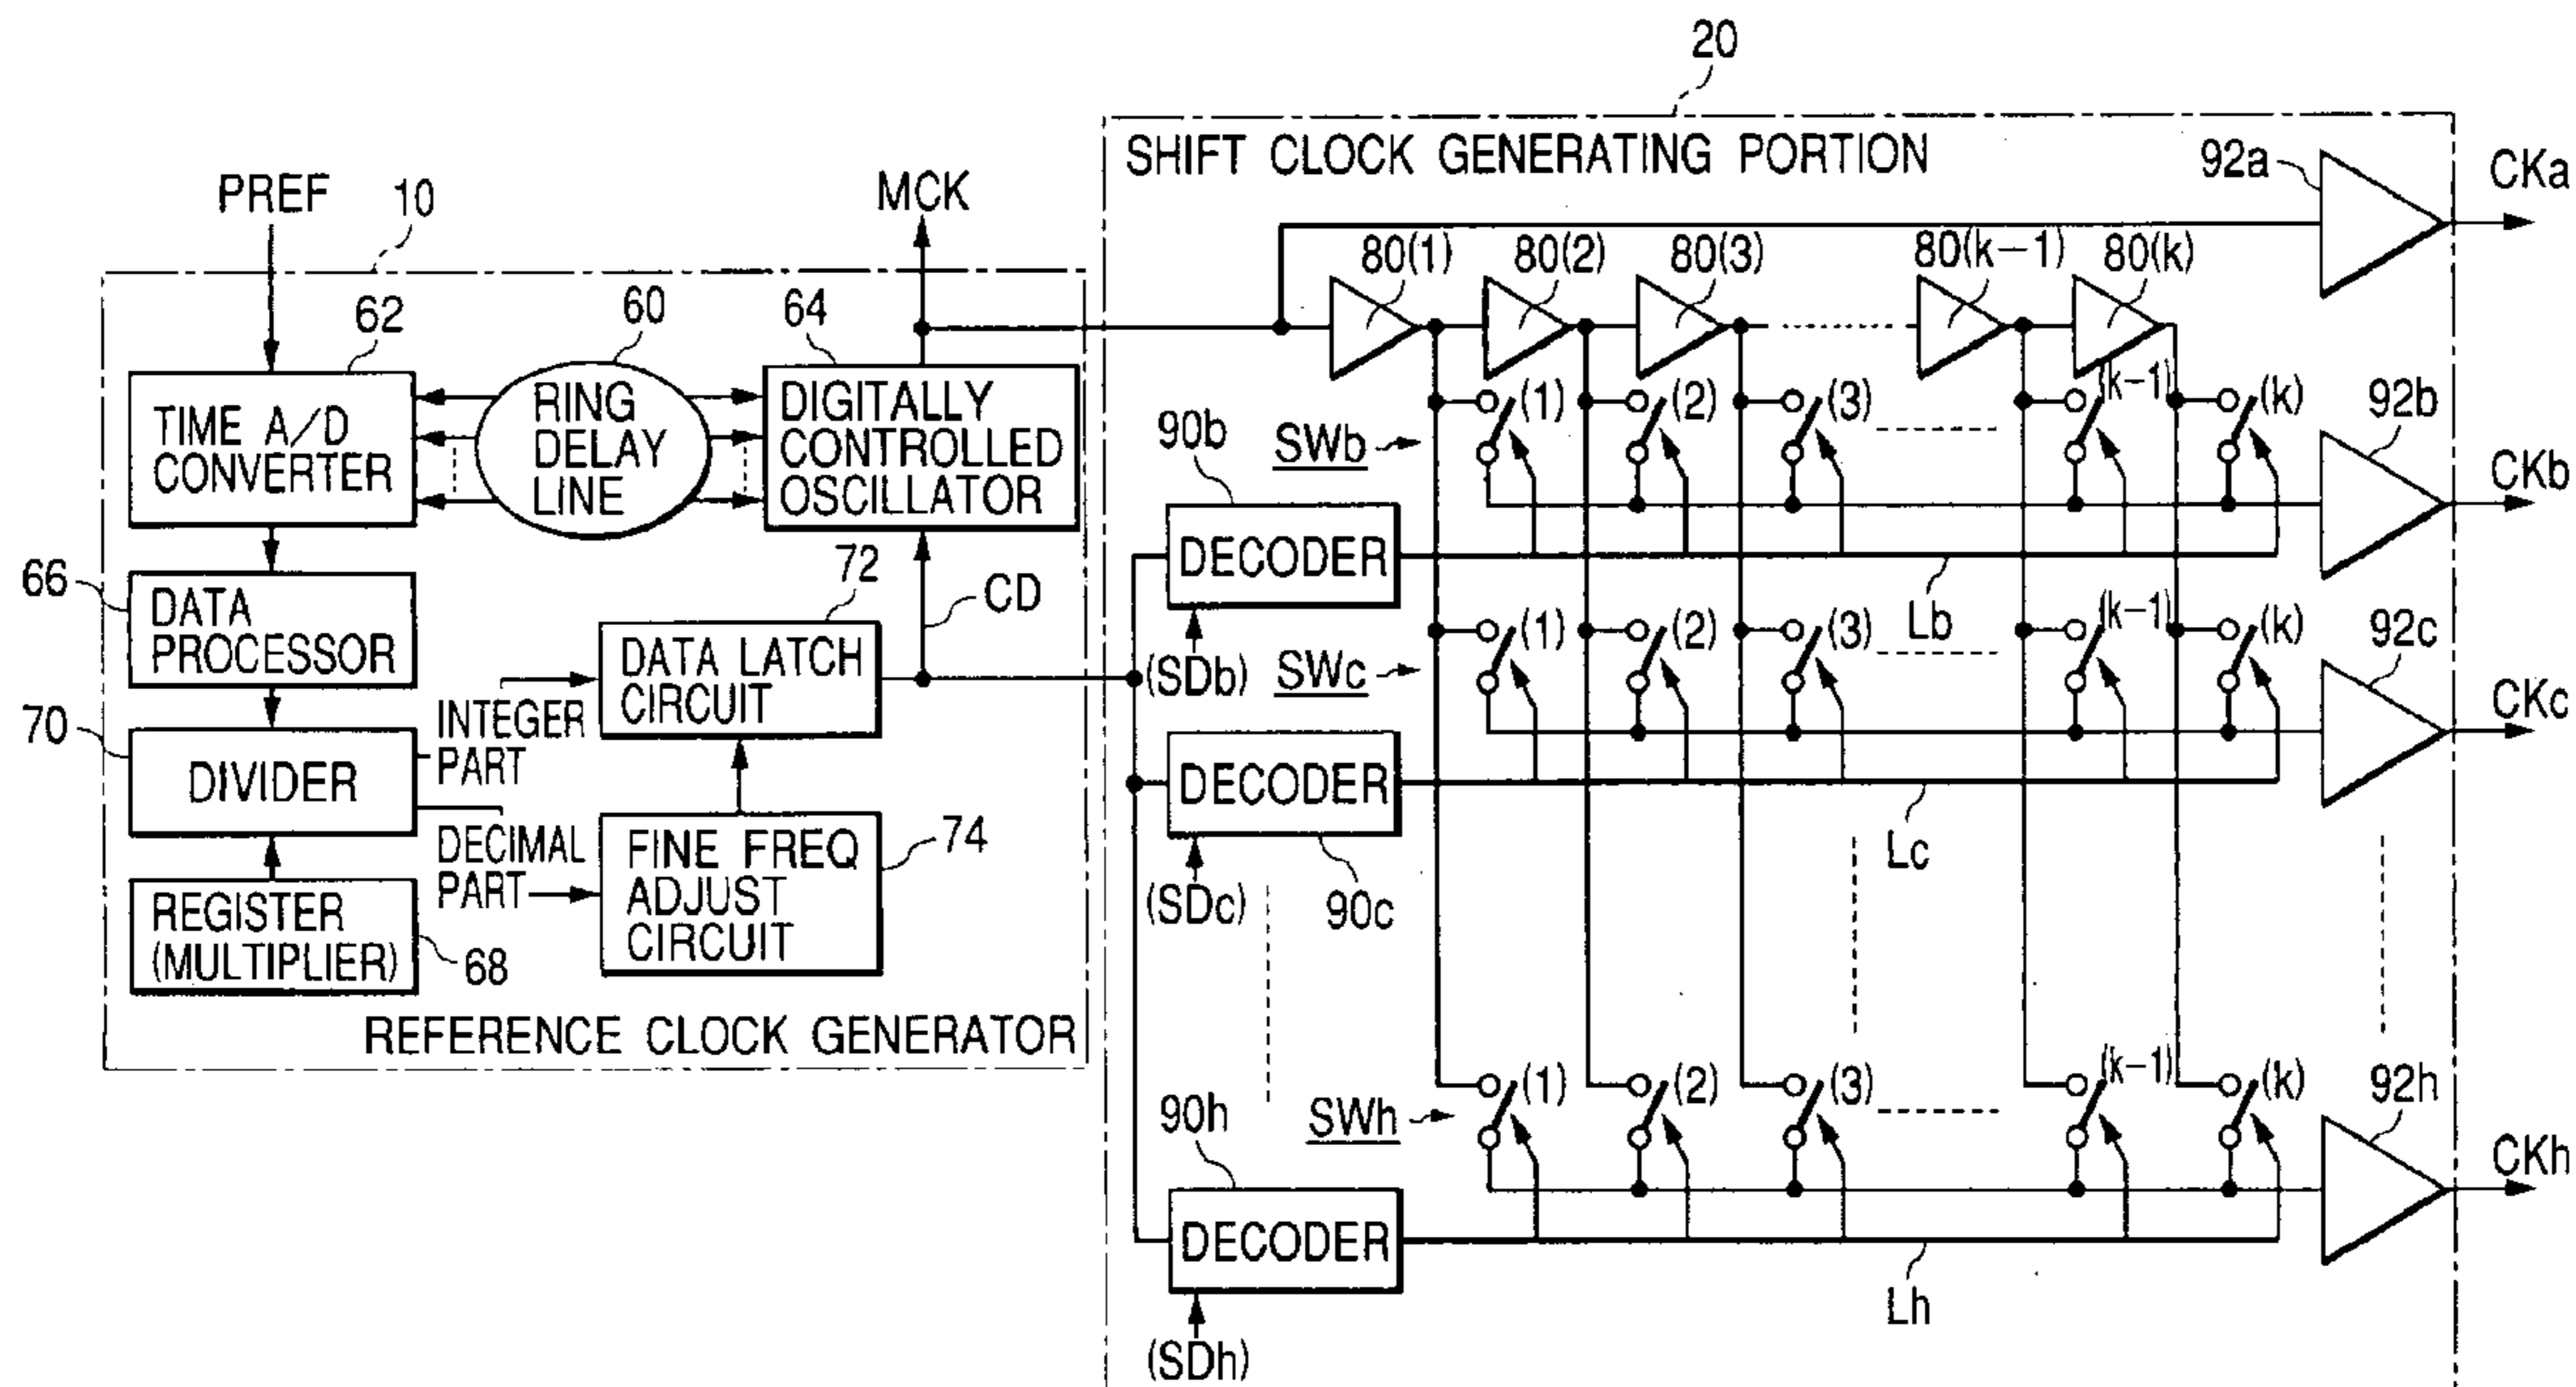 20
SHIFT CLOCK GENERATING PORTION
92a
CKa
PREF
10
MCK
80(1)
80(2)
80(3)
80(k-1)
80(k)
62
60
64
TIME A/D
CONVERTER
RING
DELAY
LINE
DIGITALLY
CONTROLLED
OSCILLATOR
90b
SWb
(1)
(2)
(3)
(k-1)
(k)
92b
CKb
DECODER
Lb
66
DATA
PROCESSOR
72
CD
DATA LATCH
CIRCUIT
(SDb)
SWc
(1)
(2)
(3)
(k-1)
(k)
92c
CKc
70
DIVIDER
INTEGER
PART
DECODER
Lc
DECIMAL
PART
FINE FREQ
ADJUST
CIRCUIT
74
(SDc)
90c
REGISTER
(MULTIPLIER)
68
REFERENCE CLOCK GENERATOR
90h
SWh
(1)
(2)
(3)
(k-1)
(k)
92h
CKh
DECODER
Lh
(SDh)